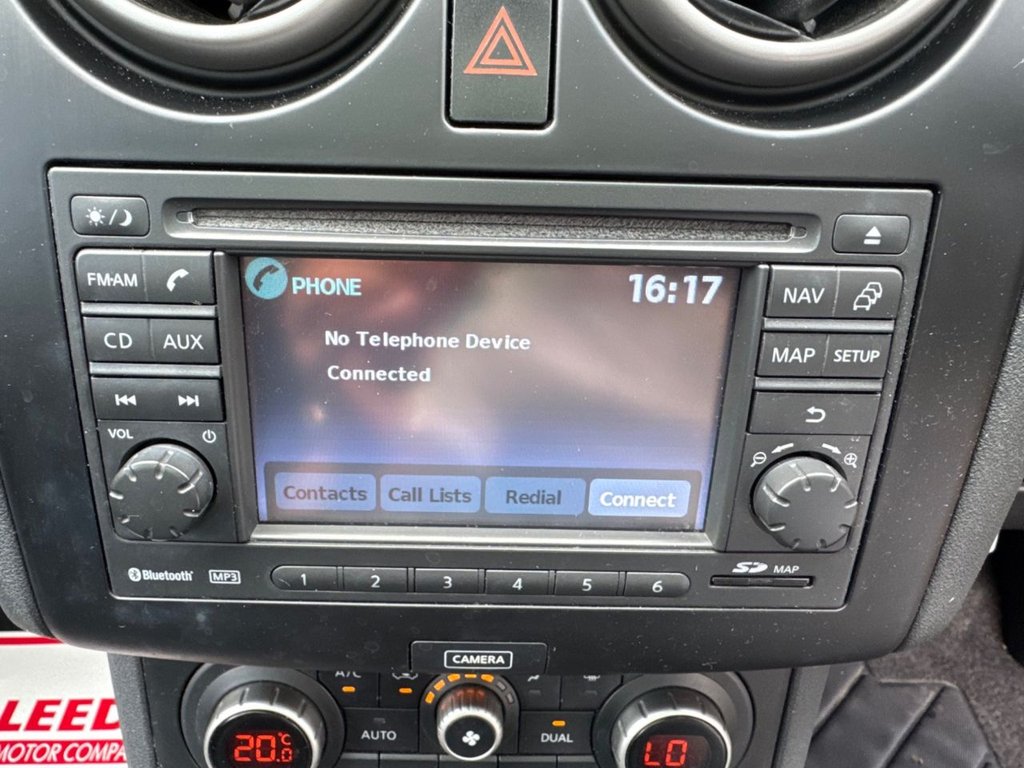 FM·AM
CD AUX
VOL
PHONE 16:17
No Telephone Device
Connected
Contacts Call Lists Redial Connect
NAV
MAP SETUP
Bluetooth MP3 1 2 3 4 5 6 SD MAP
CAMERA
A/C
AUTO DUAL
20.0 °C LO
LEED
MOTOR COMPA